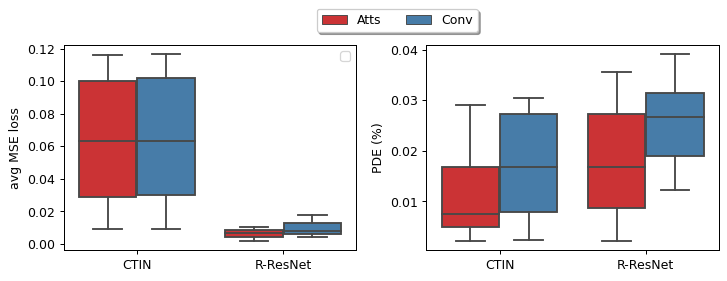 Atts Conv
avg MSE loss
0.12
0.10
0.08
0.06
0.04
0.02
0.00
CTIN R-ResNet
PDE (%)
0.04
0.03
0.02
0.01
CTIN R-ResNet